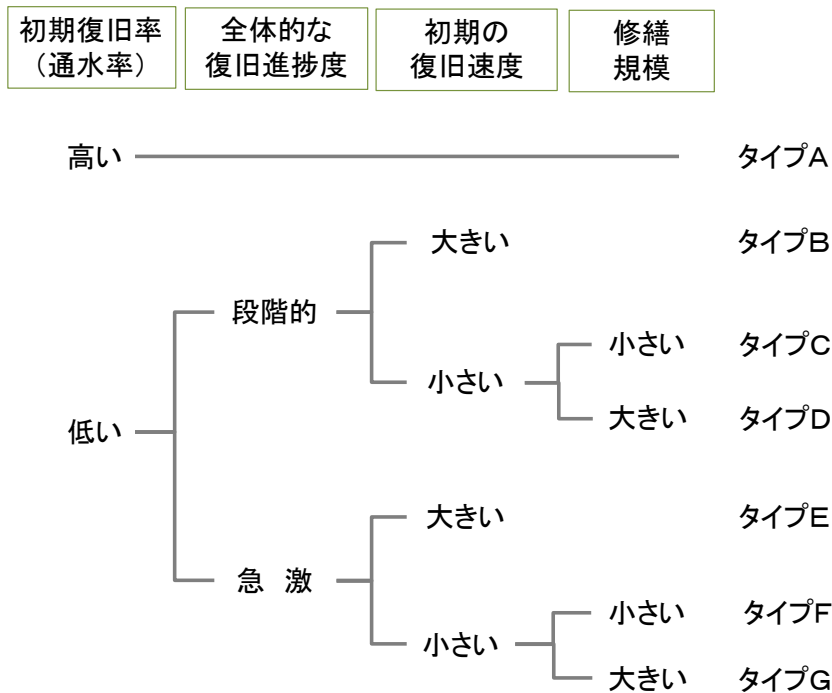 初期復旧率
（通水率）
全体的な
復旧進捗度
初期の
復旧速度
修繕
規模
高い
タイプA
大きい
タイプB
段階的
小さい
タイプC
小さい
大きい
タイプD
低い
大きい
タイプE
急 激
小さい
タイプF
小さい
大きい
タイプG